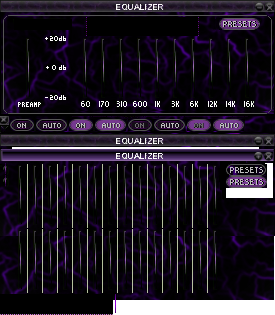 EQUALIZER
PRESETS
+20db
+ 0 db
-20db
PREAMP 60 170 310 600 1K 3K 6K 12K 14K 16K
ON AUTO ON AUTO ON AUTO ON AUTO
EQUALIZER
EQUALIZER
PRESETS
PRESETS